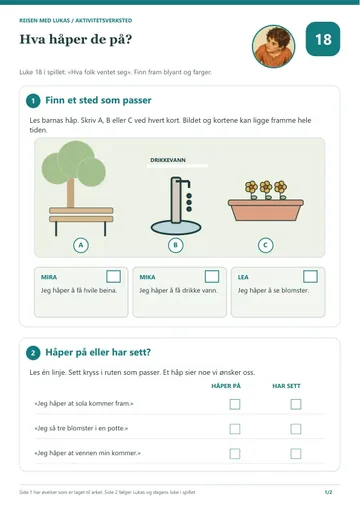 REISEN MED LUKAS / AKTIVITETSVERKSTED
Hva håper de på?
18
Luke 18 i spillet: «Hva folk ventet seg». Finn fram blyant og farger.
1 Finn et sted som passer
Les barnas håp. Skriv A, B eller C ved hvert kort. Bildet og kortene kan ligge framme hele
tiden.
DRIKKEVANN
A B C
MIRA MIKA LEA
Jeg håper å få hvile beina. Jeg håper å få drikke vann. Jeg håper å se blomster.
2 Håper på eller har sett?
Les én linje. Sett kryss i ruten som passer. Et håp sier noe vi ønsker oss.
HÅPER PÅ HAR SETT
«Jeg håper at sola kommer fram.»
«Jeg så tre blomster i en potte.»
«Jeg håper at vennen min kommer.»
Side 1 har øvelser som er laget til arket. Side 2 følger Lukas og dagens luke i spillet 1/2